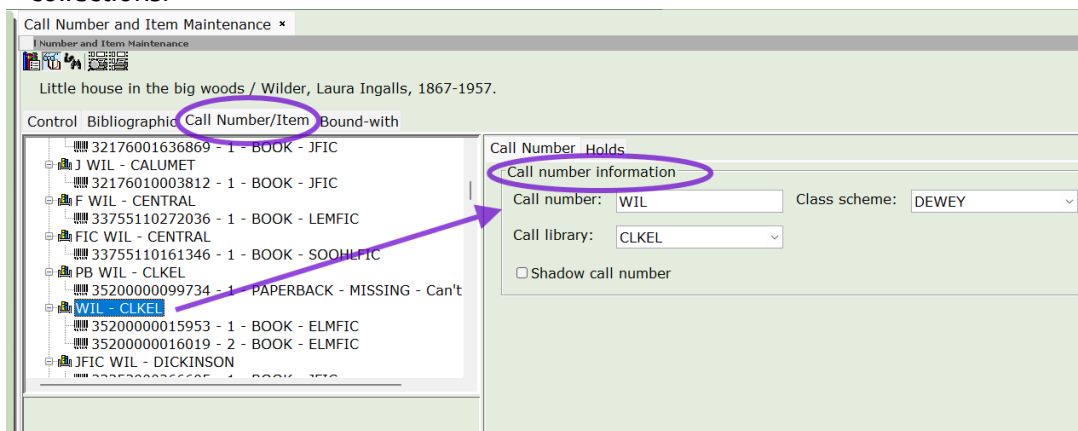 Call Number and Item Maintenance ×
l Number and Item Maintenance
Little house in the big woods / Wilder, Laura Ingalls, 1867-1957.
Control Bibliographic Call Number/Item Bound-with
32176001636869 - 1 - BOOK - JFIC
J WIL - CALUMET
32176010003812 - 1 - BOOK - JFIC
F WIL - CENTRAL
33755110272036 - 1 - BOOK - LEMFIC
FIC WIL - CENTRAL
33755110161346 - 1 - BOOK - SOOHLFIC
PB WIL - CLKEL
35200000099734 - 1 - PAPERBACK - MISSING - Can't
WIL - CLKEL
35200000015953 - 1 - BOOK - ELMFIC
35200000016019 - 2 - BOOK - ELMFIC
JFIC WIL - DICKINSON
Call Number Holds
Call number information
Call number: WIL Class scheme: DEWEY
Call library: CLKEL
Shadow call number